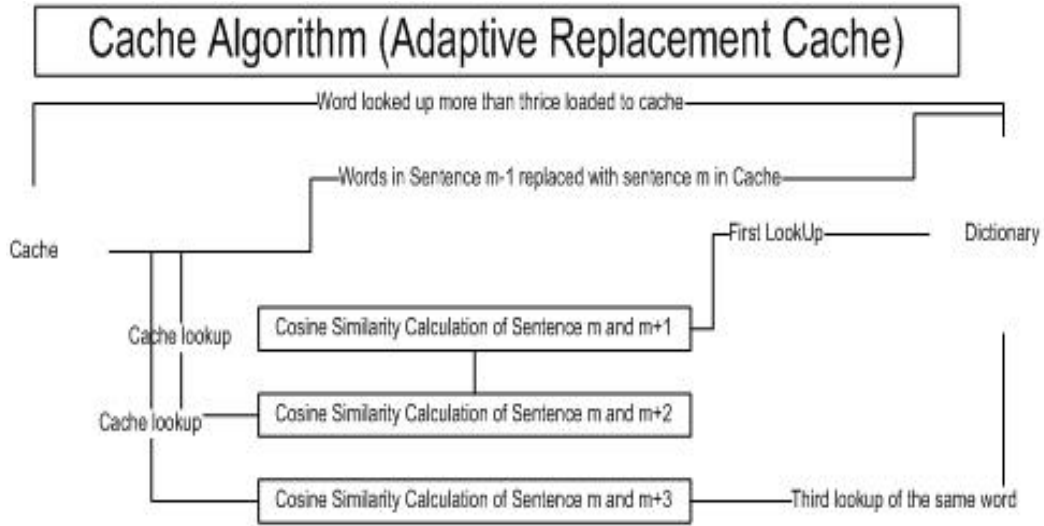 Cache Algorithm (Adaptive Replacement Cache)
Word looked up more than thrice loaded to cache
Words in Sentence m-1 replaced with sentence m in Cache
First LookUp
Dictionary
Cache
Cosine Similarity Calculation of Sentence m and m+1
Cache lookup
Cosine Similarity Calculation of Sentence m and m+2
Cache lookup
Cosine Similarity Calculation of Sentence m and m+3
Third lookup of the same word